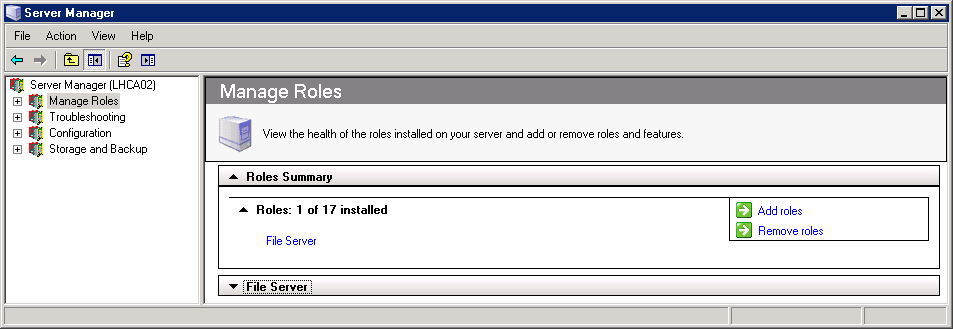 Server Manager
File Action View Help
Server Manager (LHCA02)
Manage Roles
Troubleshooting
Configuration
Storage and Backup
Manage Roles
View the health of the roles installed on your server and add or remove roles and features.
Roles Summary
Roles: 1 of 17 installed
File Server
Add roles
Remove roles
File Server